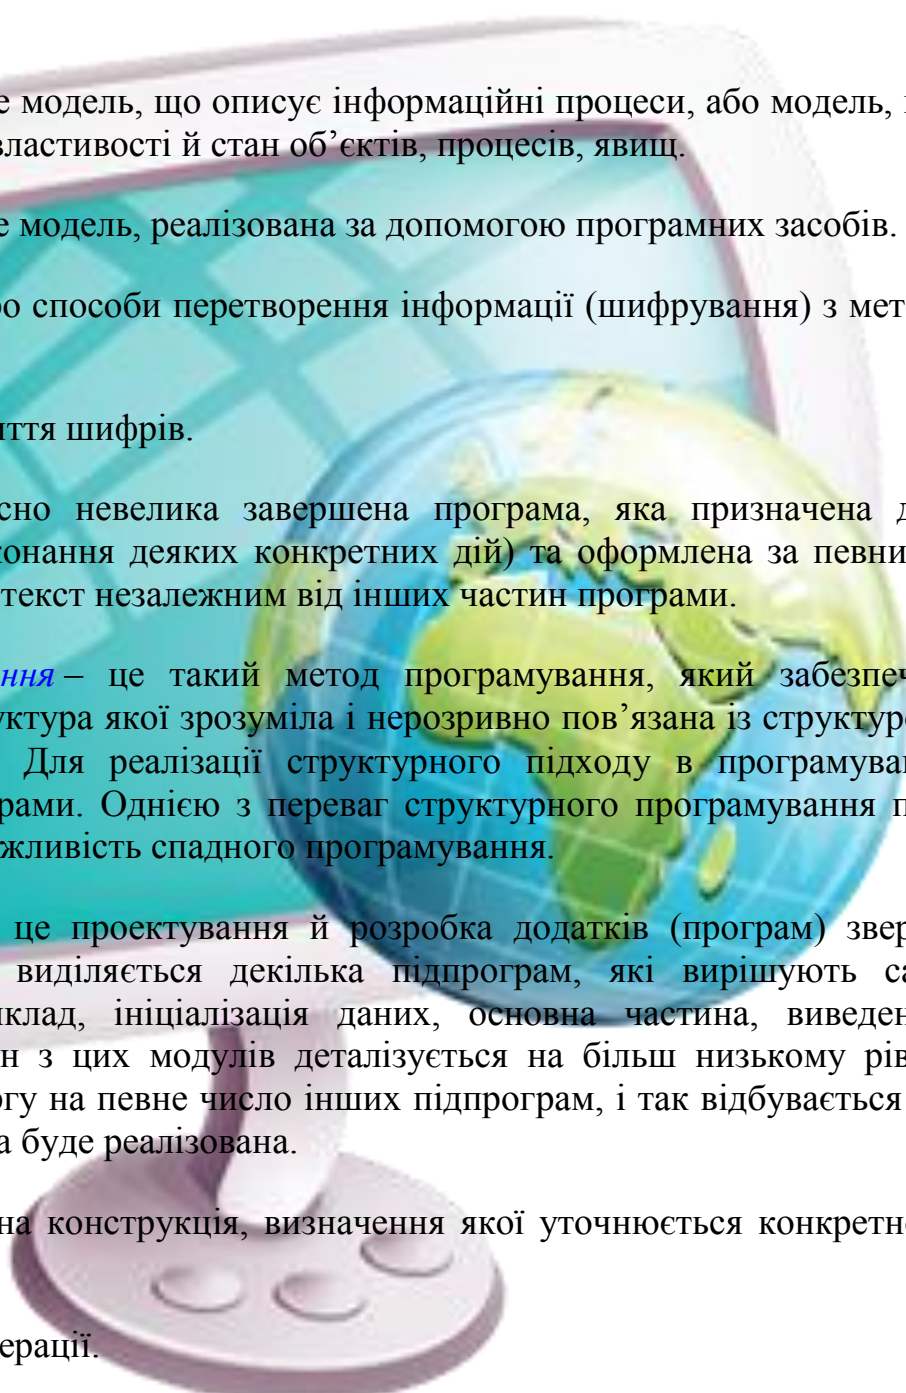 е модель, що описує інформаційні процеси, або модель,
властивості й стан об’єктів, процесів, явищ.
е модель, реалізована за допомогою програмних засобів.
о способи перетворення інформації (шифрування) з мет
иття шифрів.
сно невелика завершена програма, яка призначена д
конання деяких конкретних дій) та оформлена за певни
текст незалежним від інших частин програми.
ння – це такий метод програмування, який забезпеч
уктура якої зрозуміла і нерозривно пов’язана із структур
Для реалізації структурного підходу в програмува
рами. Однією з переваг структурного програмування п
жливість спадного програмування.
це проектування й розробка додатків (програм) звер
виділяється декілька підпрограм, які вирішують са
иклад, ініціалізація даних, основна частина, виведен
н з цих модулів деталізується на більш низькому рів
ргу на певне число інших підпрограм, і так відбувається
а буде реалізована.
на конструкція, визначення якої уточнюється конкретн
ерації.